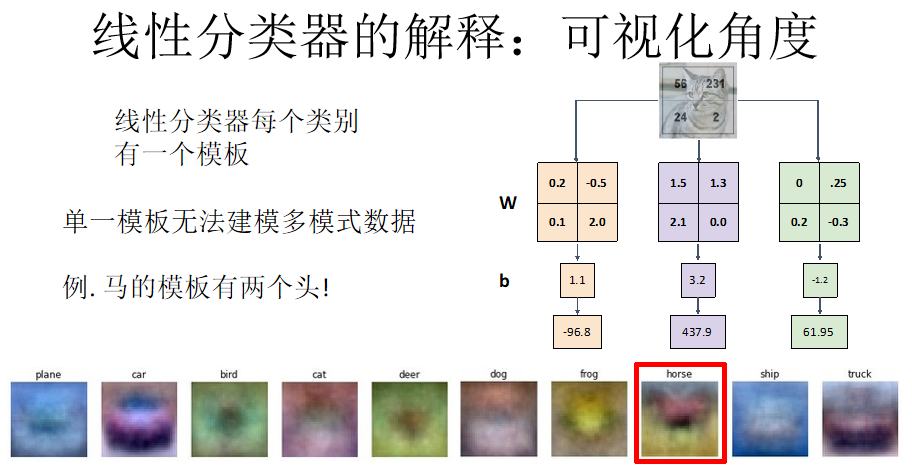 线性分类器的解释：可视化角度
线性分类器每个类别
有一个模板
单一模板无法建模多模式数据
例. 马的模板有两个头!
56 231
24 2
W
0.2 -0.5
0.1 2.0
1.5 1.3
2.1 0.0
0 .25
0.2 -0.3
b
1.1
3.2
-1.2
-96.8
437.9
61.95
plane car bird cat deer dog frog horse ship truck